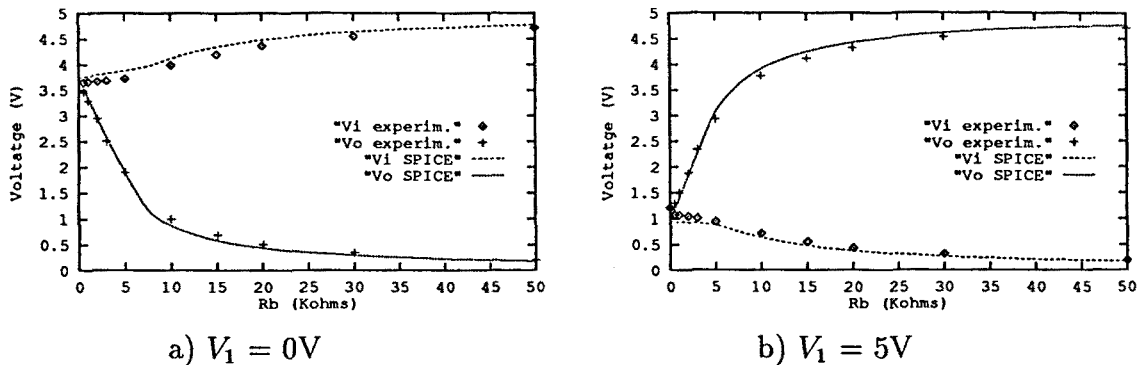 5
4.5
4
3.5
3
2.5
2
1.5
1
0.5
0
Voltatge (V)
"Vi experim."
"Vo experim."
"Vi SPICE"
"Vo SPICE"
0 5 10 15 20 25 30 35 40 45 50
Rb (Kohms)
a) V₁ = 0V
5
4.5
4
3.5
3
2.5
2
1.5
1
0.5
0
Voltatge (V)
"Vi experim."
"Vo experim."
"Vi SPICE"
"Vo SPICE"
0 5 10 15 20 25 30 35 40 45 50
Rb (Kohms)
b) V₁ = 5V